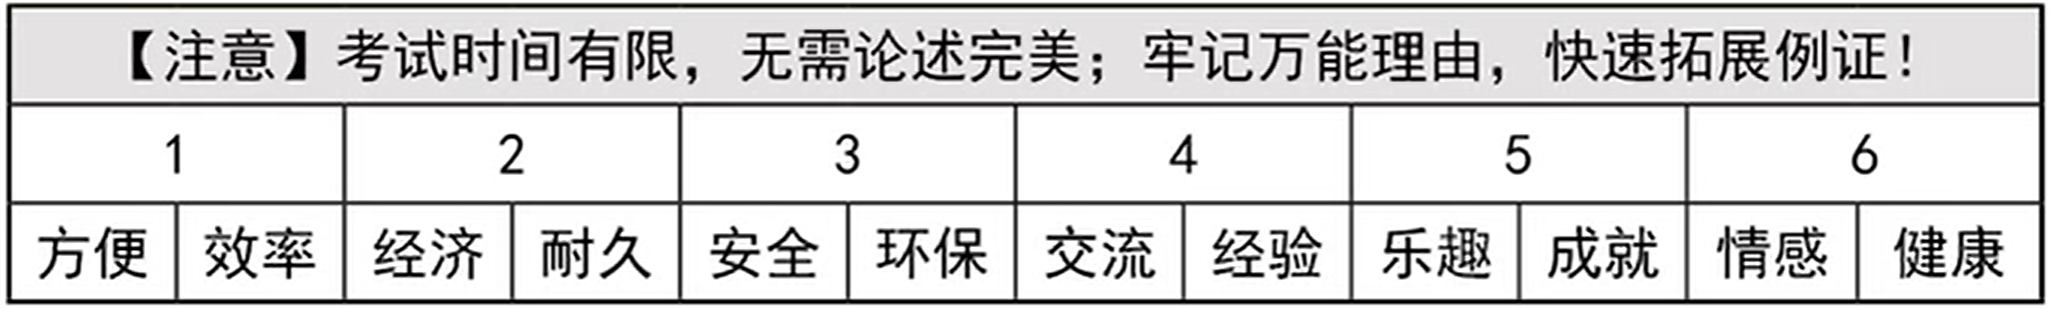 【注意】考试时间有限，无需论述完美；牢记万能理由，快速拓展例证！
1 2 3 4 5 6
方便 效率 经济 耐久 安全 环保 交流 经验 乐趣 成就 情感 健康